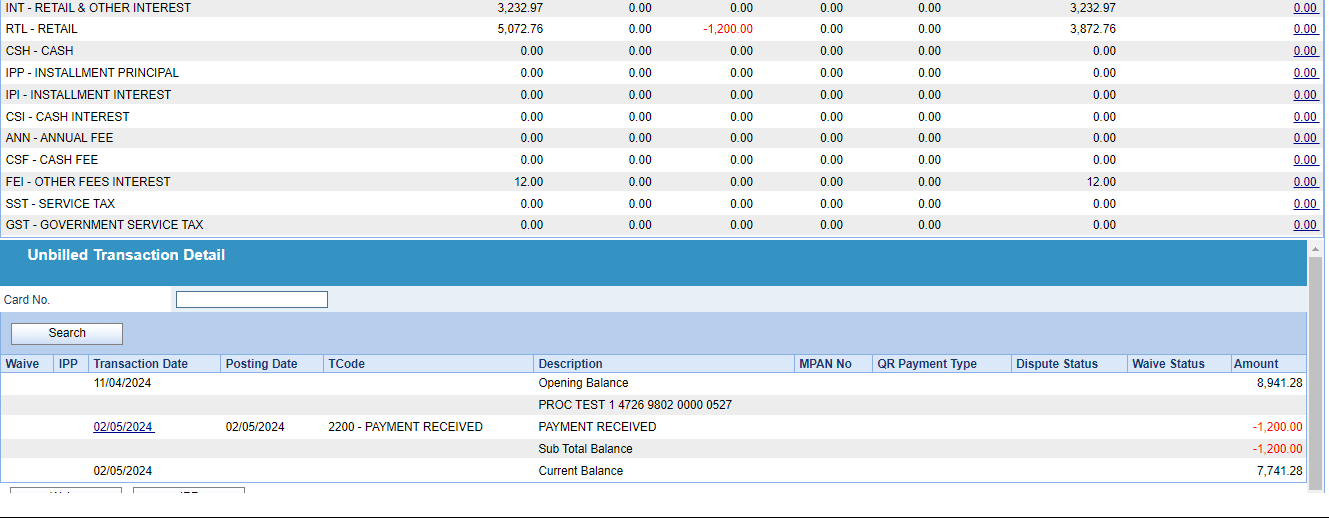 INT - RETAIL & OTHER INTEREST 3,232.97 0.00 0.00 0.00 0.00 3,232.97 0.00
RTL - RETAIL 5,072.76 0.00 -1,200.00 0.00 0.00 3,872.76 0.00
CSH - CASH 0.00 0.00 0.00 0.00 0.00 0.00 0.00
IPP - INSTALLMENT PRINCIPAL 0.00 0.00 0.00 0.00 0.00 0.00 0.00
IPI - INSTALLMENT INTEREST 0.00 0.00 0.00 0.00 0.00 0.00 0.00
CSI - CASH INTEREST 0.00 0.00 0.00 0.00 0.00 0.00 0.00
ANN - ANNUAL FEE 0.00 0.00 0.00 0.00 0.00 0.00 0.00
CSF - CASH FEE 0.00 0.00 0.00 0.00 0.00 0.00 0.00
FEI - OTHER FEES INTEREST 12.00 0.00 0.00 0.00 0.00 12.00 0.00
SST - SERVICE TAX 0.00 0.00 0.00 0.00 0.00 0.00 0.00
GST - GOVERNMENT SERVICE TAX 0.00 0.00 0.00 0.00 0.00 0.00 0.00
Unbilled Transaction Detail
Card No.
Search
Waive IPP Transaction Date Posting Date TCode Description MPAN No QR Payment Type Dispute Status Waive Status Amount
11/04/2024 Opening Balance 8,941.28
PROC TEST 1 4726 9802 0000 0527
02/05/2024 02/05/2024 2200 - PAYMENT RECEIVED PAYMENT RECEIVED -1,200.00
Sub Total Balance -1,200.00
02/05/2024 Current Balance 7,741.28